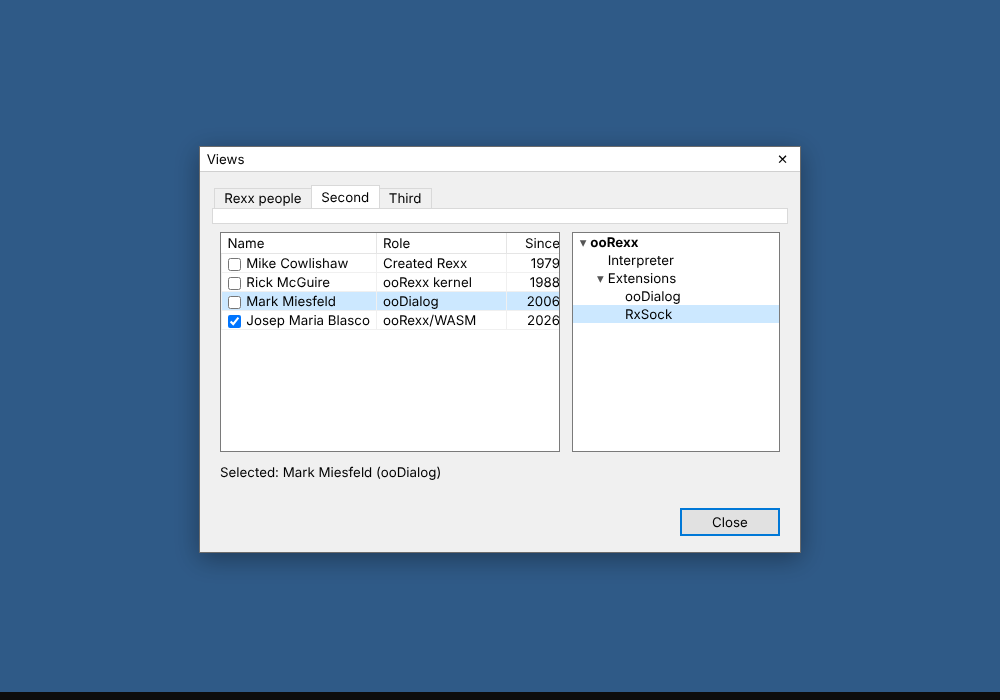 Views ✕
Rexx people Second Third
Name Role Since
Mike Cowlishaw Created Rexx 1979
Rick McGuire ooRexx kernel 1988
Mark Miesfeld ooDialog 2006
Josep Maria Blasco ooRexx/WASM 2026
ooRexx
Interpreter
Extensions
ooDialog
RxSock
Selected: Mark Miesfeld (ooDialog)
Close